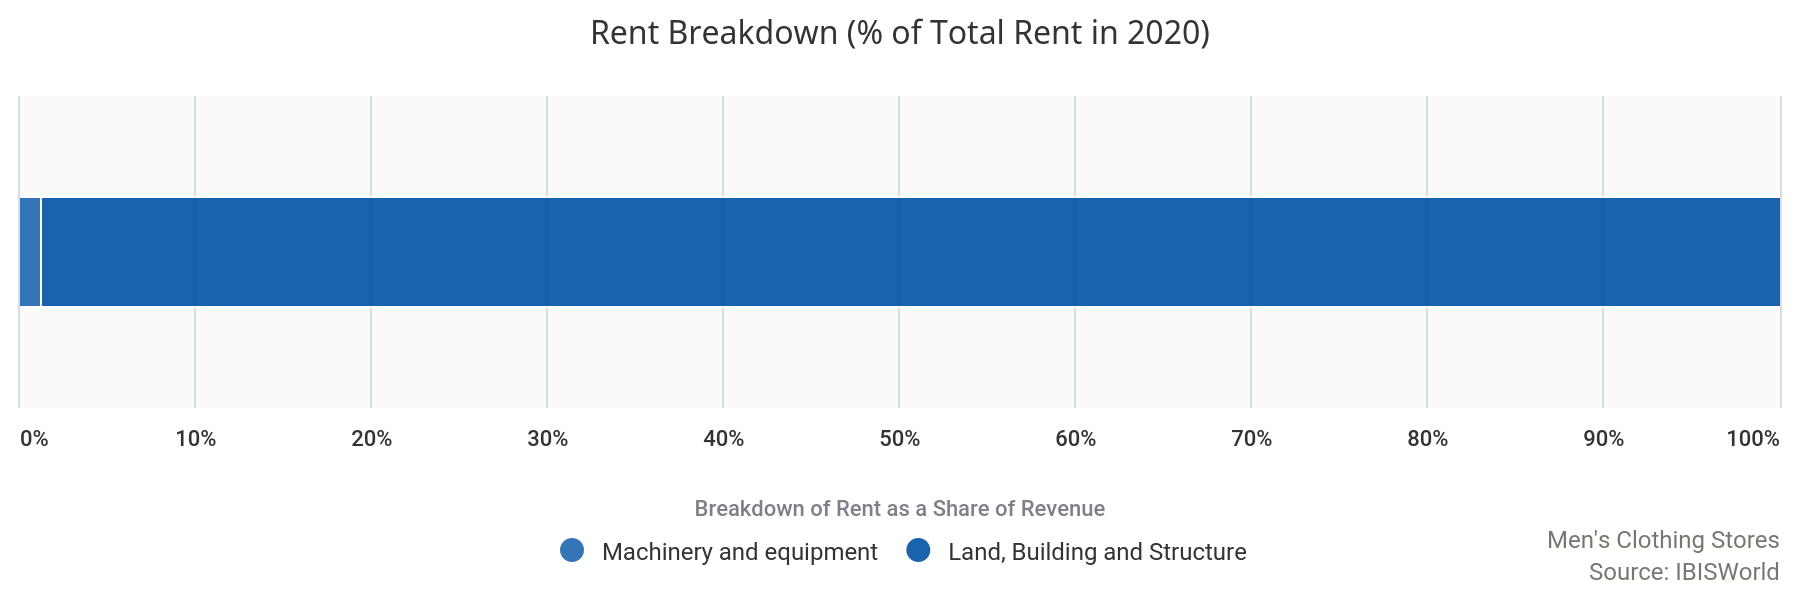 Rent Breakdown (% of Total Rent in 2020)
0% 10% 20% 30% 40% 50% 60% 70% 80% 90% 100%
Breakdown of Rent as a Share of Revenue
Machinery and equipment Land, Building and Structure
Men's Clothing Stores
Source: IBISWorld